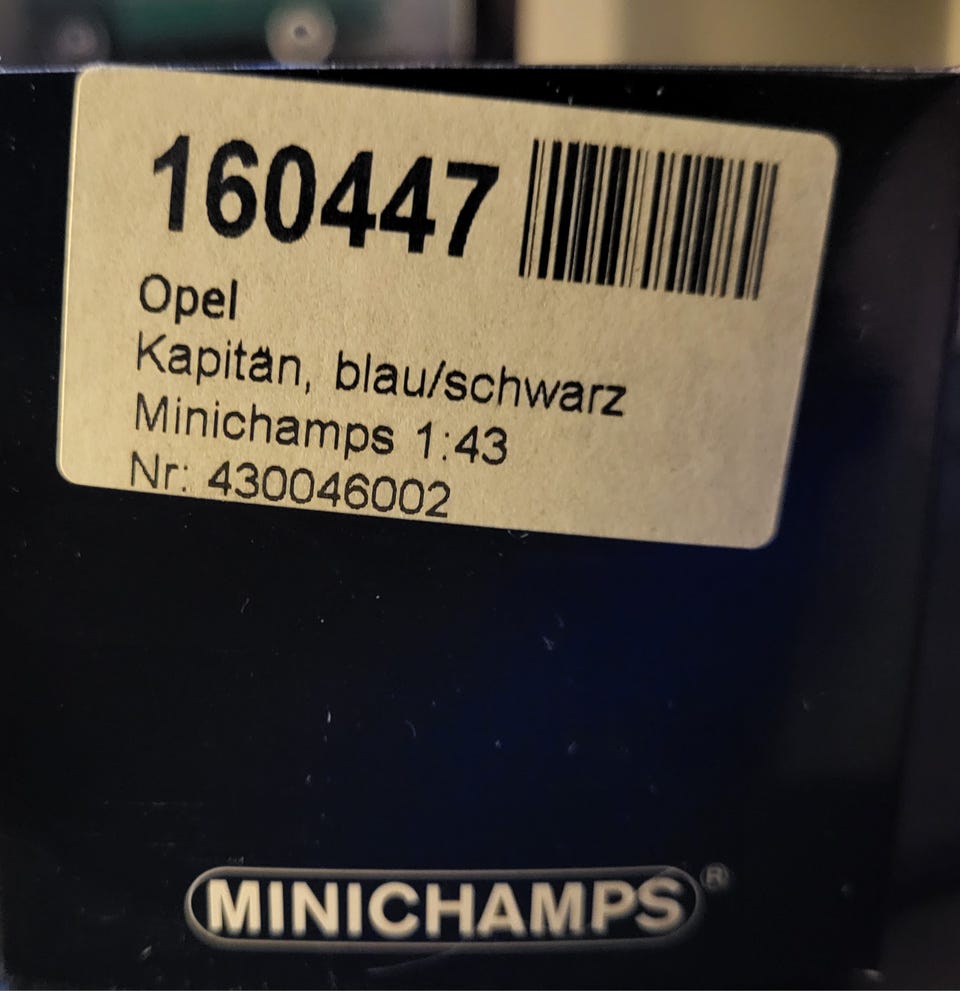 160447
Opel
Kapitän, blau/schwarz
Minichamps 1:43
Nr: 430046002
MINICHAMPS®